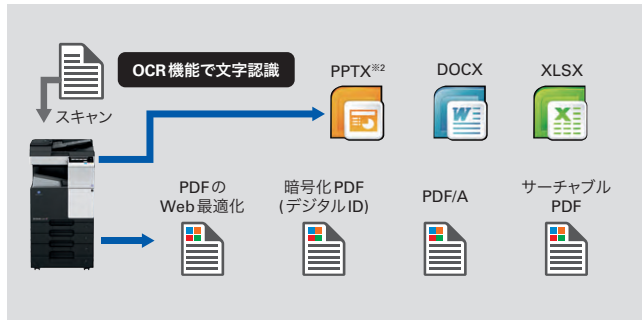 OCR機能で文字認識
スキャン
PPTX※2
DOCX
XLSX
PDFの
Web最適化
暗号化PDF
(デジタルID)
PDF/A
サーチャブル
PDF